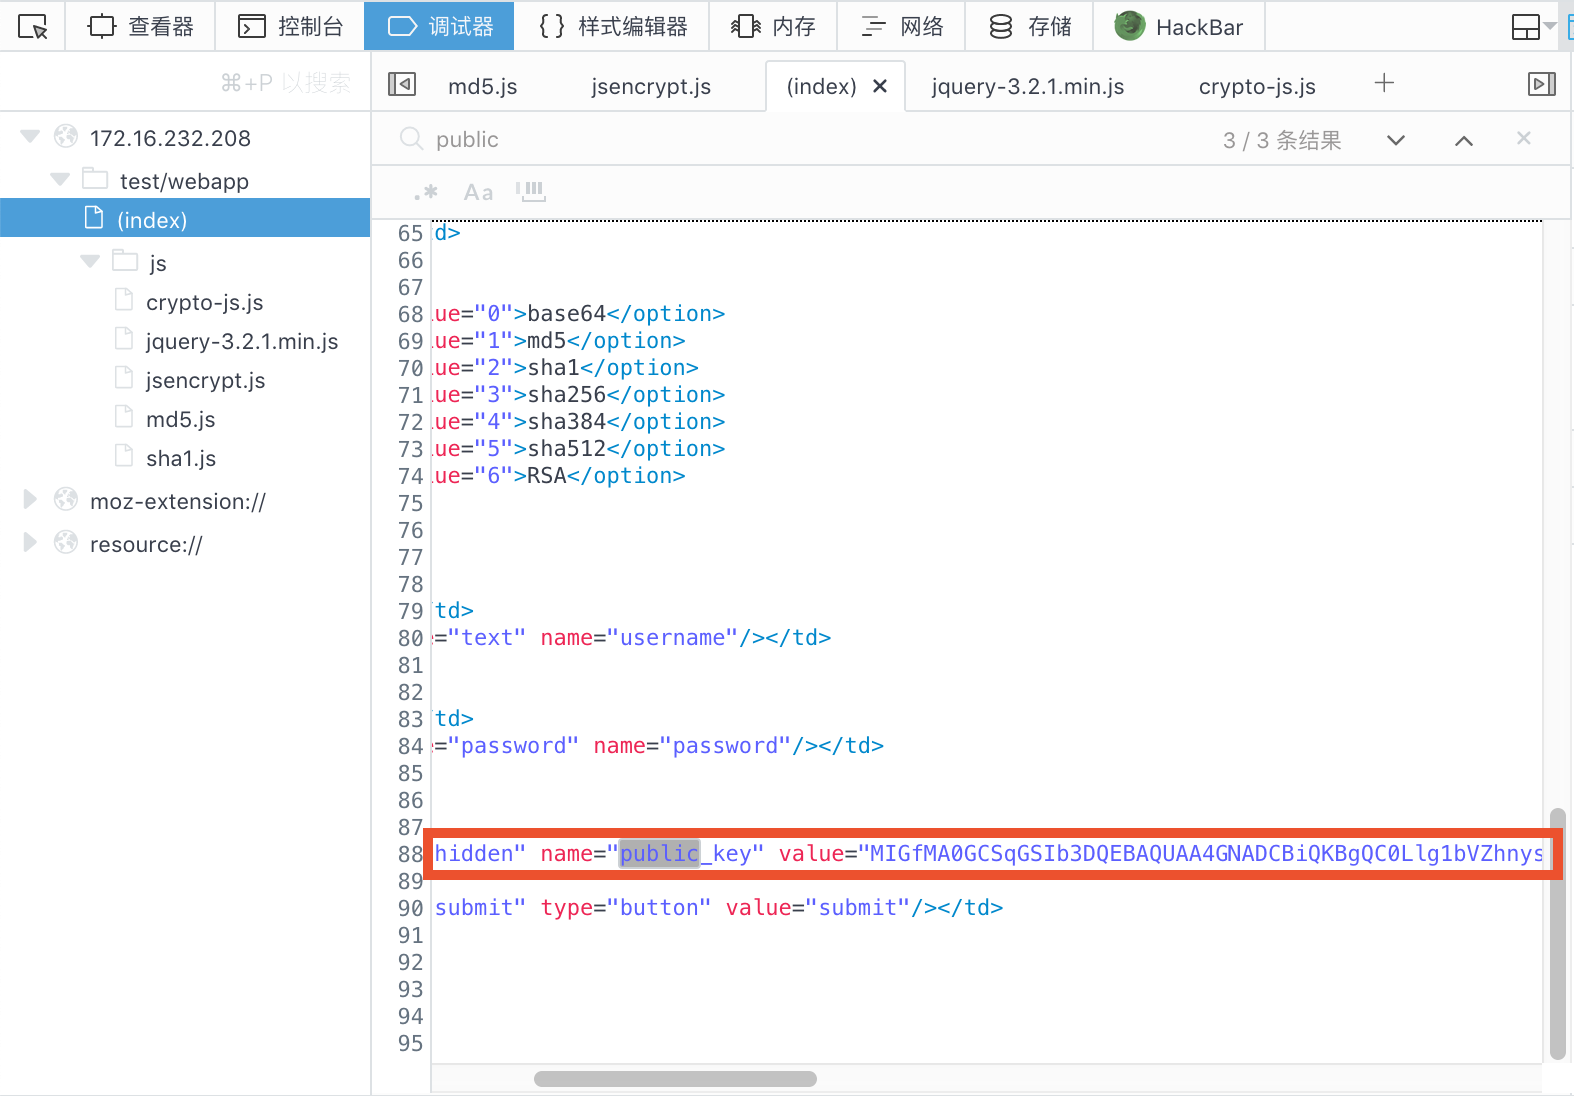 查看器 控制台 调试器 {} 样式编辑器 内存 网络 存储 HackBar
⌘+P 以搜索 md5.js jsencrypt.js (index) × jquery-3.2.1.min.js crypto-js.js +
public 3 / 3 条结果
.* Aa
172.16.232.208
test/webapp
(index)
js
crypto-js.js
jquery-3.2.1.min.js
jsencrypt.js
md5.js
sha1.js
moz-extension://
resource://
65 d>
66
67
68 ue="0">base64</option>
69 ue="1">md5</option>
70 ue="2">sha1</option>
71 ue="3">sha256</option>
72 ue="4">sha384</option>
73 ue="5">sha512</option>
74 ue="6">RSA</option>
75
76
77
78
79 td>
80 ="text" name="username"/></td>
81
82
83 td>
84 ="password" name="password"/></td>
85
86
87
88 hidden" name="public_key" value="MIGfMA0GCSqGSIb3DQEBAQUAA4GNADCBiQKBgQC0Llg1bVZhnys
89
90 submit" type="button" value="submit"/></td>
91
92
93
94
95